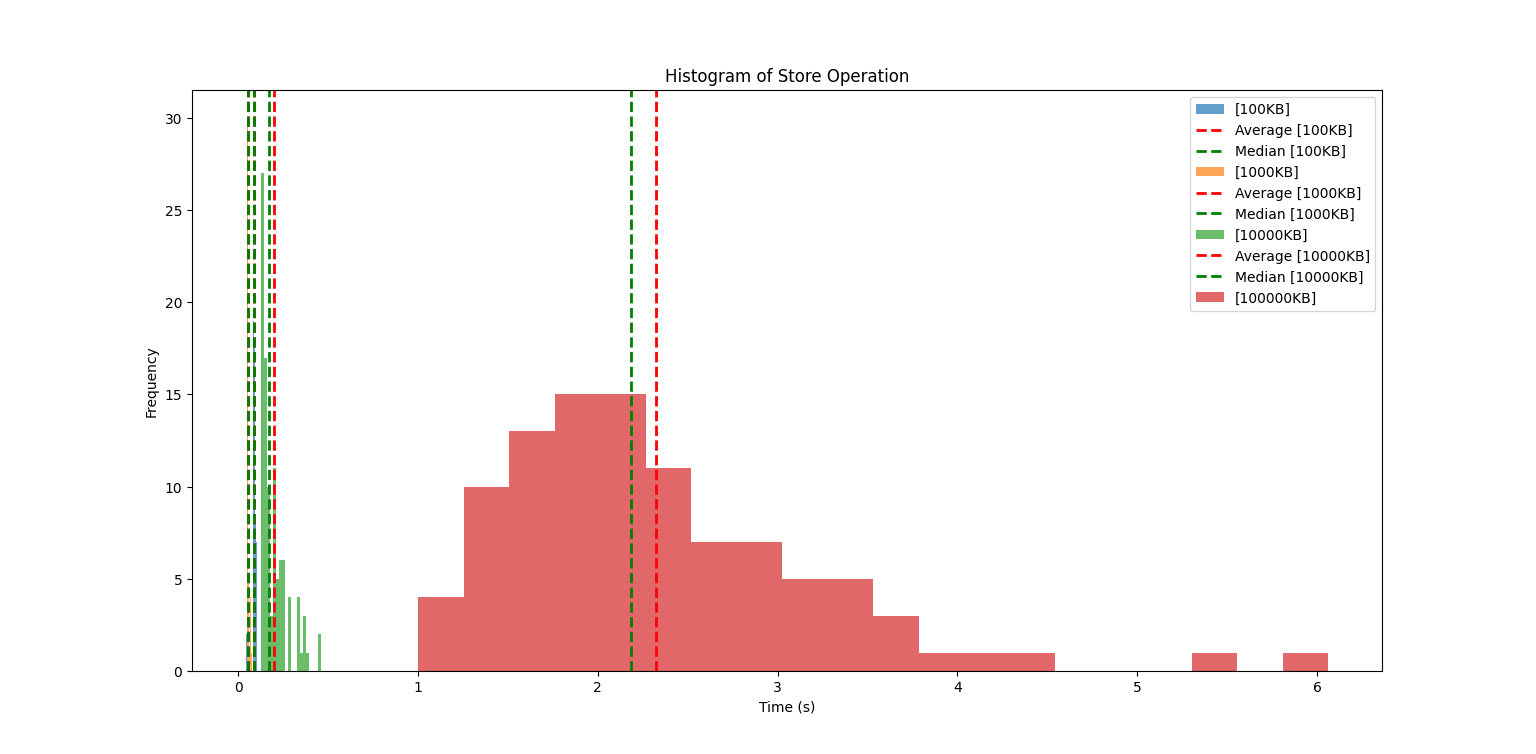 Histogram of Store Operation
30
25
20
15
10
5
0
Frequency
0 1 2 3 4 5 6
Time (s)
[100KB]
Average [100KB]
Median [100KB]
[1000KB]
Average [1000KB]
Median [1000KB]
[10000KB]
Average [10000KB]
Median [10000KB]
[100000KB]